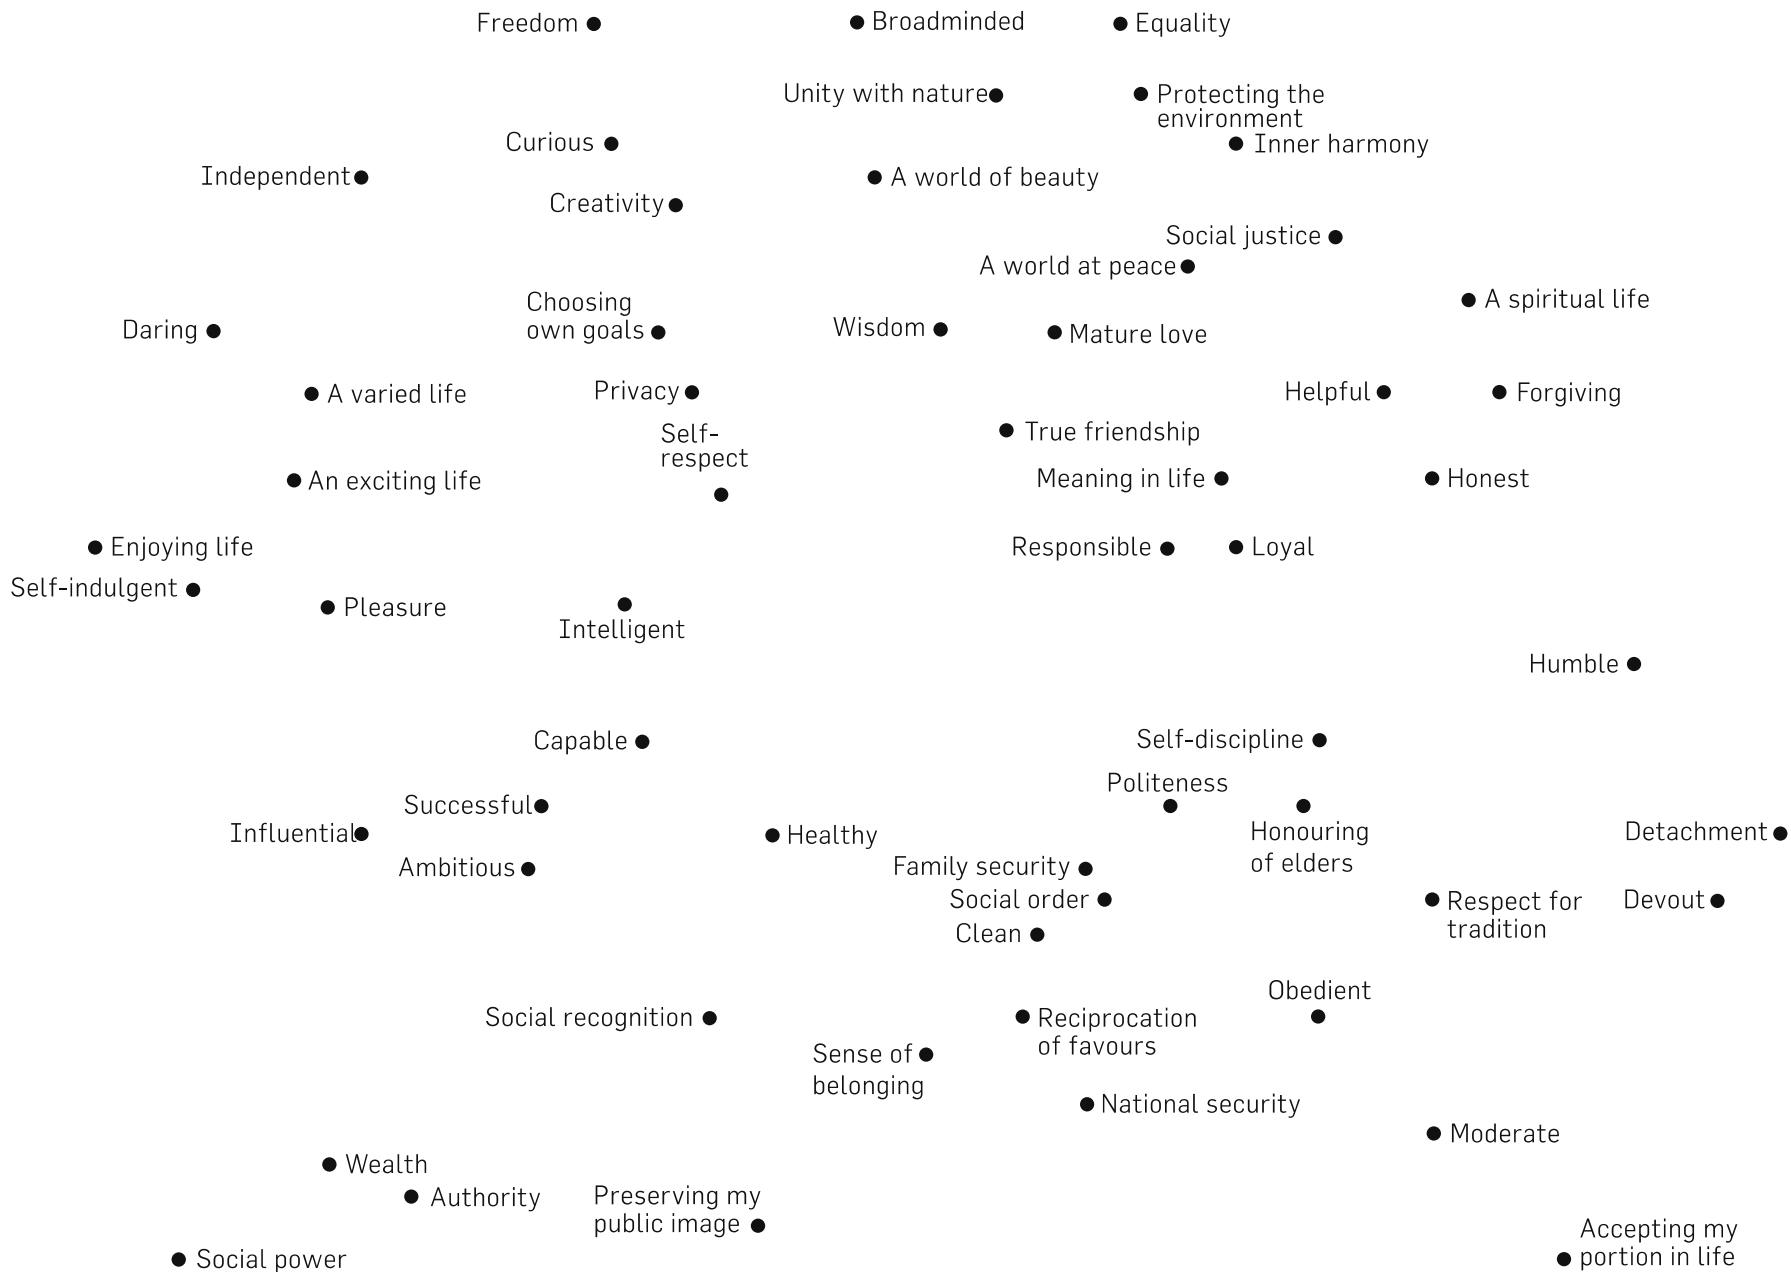 Freedom
Broadminded
Equality
Unity with nature
Protecting the
environment
Curious
Inner harmony
Independent
A world of beauty
Creativity
Social justice
A world at peace
A spiritual life
Choosing
own goals
Daring
Wisdom
Mature love
A varied life
Privacy
Helpful
Forgiving
Self-
respect
True friendship
An exciting life
Meaning in life
Honest
Enjoying life
Responsible
Loyal
Self-indulgent
Pleasure
Intelligent
Humble
Capable
Self-discipline
Politeness
Successful
Influential
Healthy
Honouring
of elders
Detachment
Ambitious
Family security
Social order
Respect for
tradition
Devout
Clean
Obedient
Social recognition
Reciprocation
of favours
Sense of
belonging
National security
Moderate
Wealth
Authority
Preserving my
public image
Social power
Accepting my
portion in life